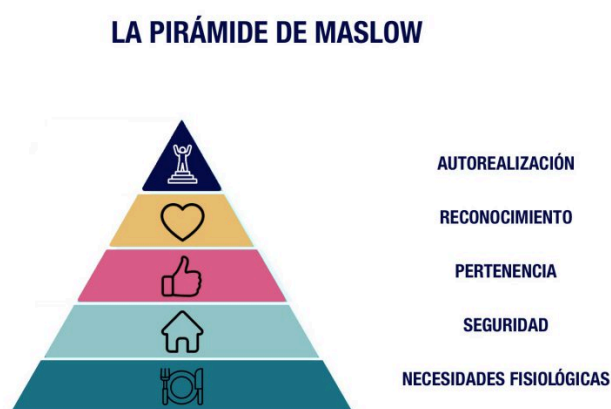 LA PIRÁMIDE DE MASLOW
AUTOREALIZACIÓN
RECONOCIMIENTO
PERTENENCIA
SEGURIDAD
NECESIDADES FISIOLÓGICAS